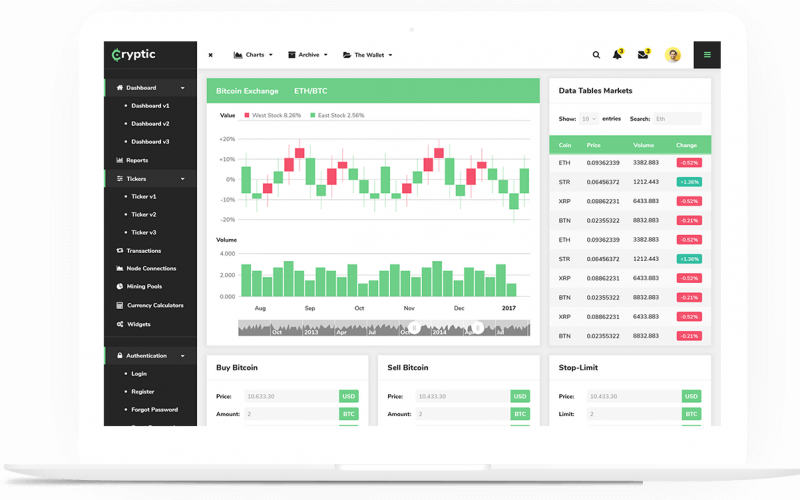 Cryptic
Charts
Archive
The Wallet
3
3
Dashboard
Dashboard v1
Dashboard v2
Dashboard v3
Reports
Tickers
Ticker v1
Ticker v2
Ticker v3
Transactions
Node Connections
Mining Pools
Currency Calculators
Widgets
Authentication
Login
Register
Forgot Password
Bitcoin Exchange ETH/BTC
Value West Stock 8.26% East Stock 2.56%
+20%
+10%
0%
-10%
-20%
Volume
4.000
2.000
0.000
Aug Sep Oct Nov Dec 2017
Oct 2013 Apr Jul Oct 2014 Jul
Data Tables Markets
Show: 10 entries Search: Eth
Coin Price Volume Change
ETH 0.09362339 3382.883 -0.52%
STR 0.06456372 1212.443 +1.36%
XRP 0.08862231 6433.883 -0.52%
BTN 0.02355322 8832.883 -0.21%
ETH 0.09362339 3382.883 -0.52%
STR 0.06456372 1212.443 +1.36%
XRP 0.08862231 6433.883 -0.52%
BTN 0.02355322 8832.883 -0.21%
XRP 0.08862231 6433.883 -0.52%
BTN 0.02355322 8832.883 -0.21%
Buy Bitcoin
Price: 10.633.30 USD
Amount: 2 BTC
Sell Bitcoin
Price: 10.433.30 USD
Amount: 2 BTC
Stop-Limit
Price: 10.433.30 USD
Limit: 2 BTC